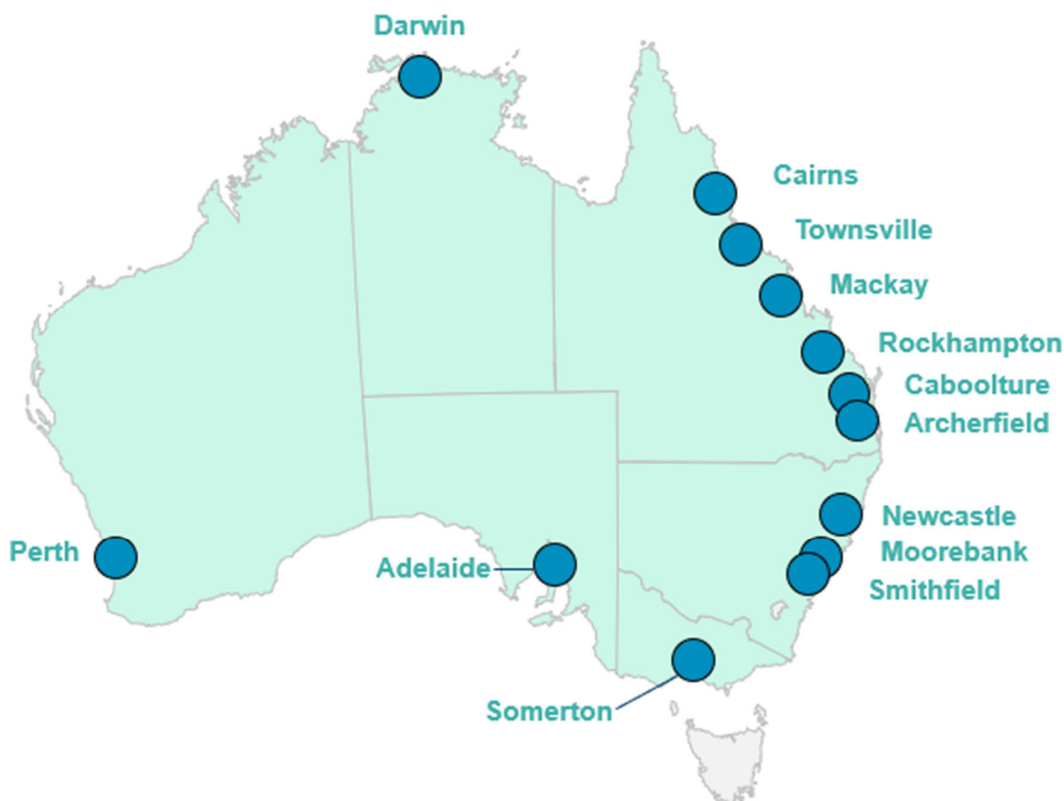 Darwin
Cairns
Townsville
Mackay
Rockhampton
Caboolture
Archerfield
Newcastle
Perth
Moorebank
Adelaide
Smithfield
Somerton